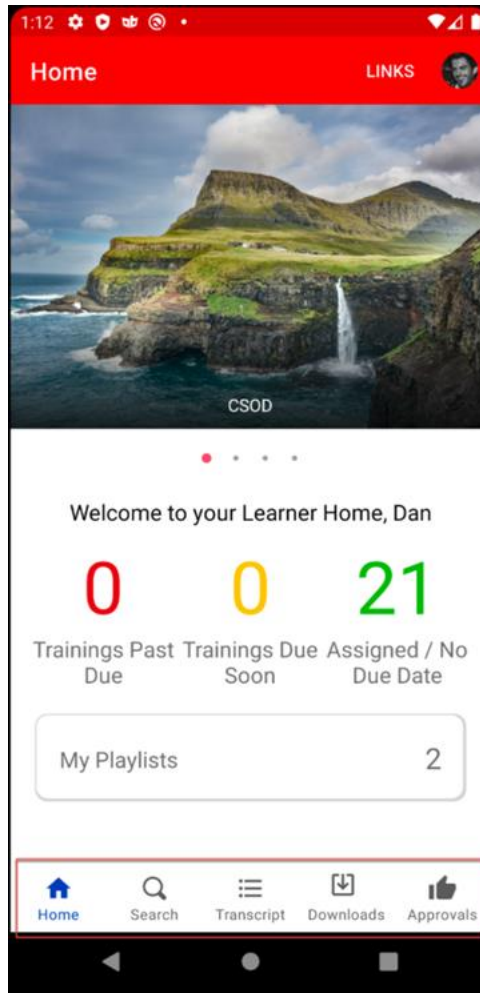 1:12
Home LINKS
CSOD
Welcome to your Learner Home, Dan
0 0 21
Trainings Past Trainings Due Assigned / No
Due Soon Due Date
My Playlists 2
Home Search Transcript Downloads Approvals